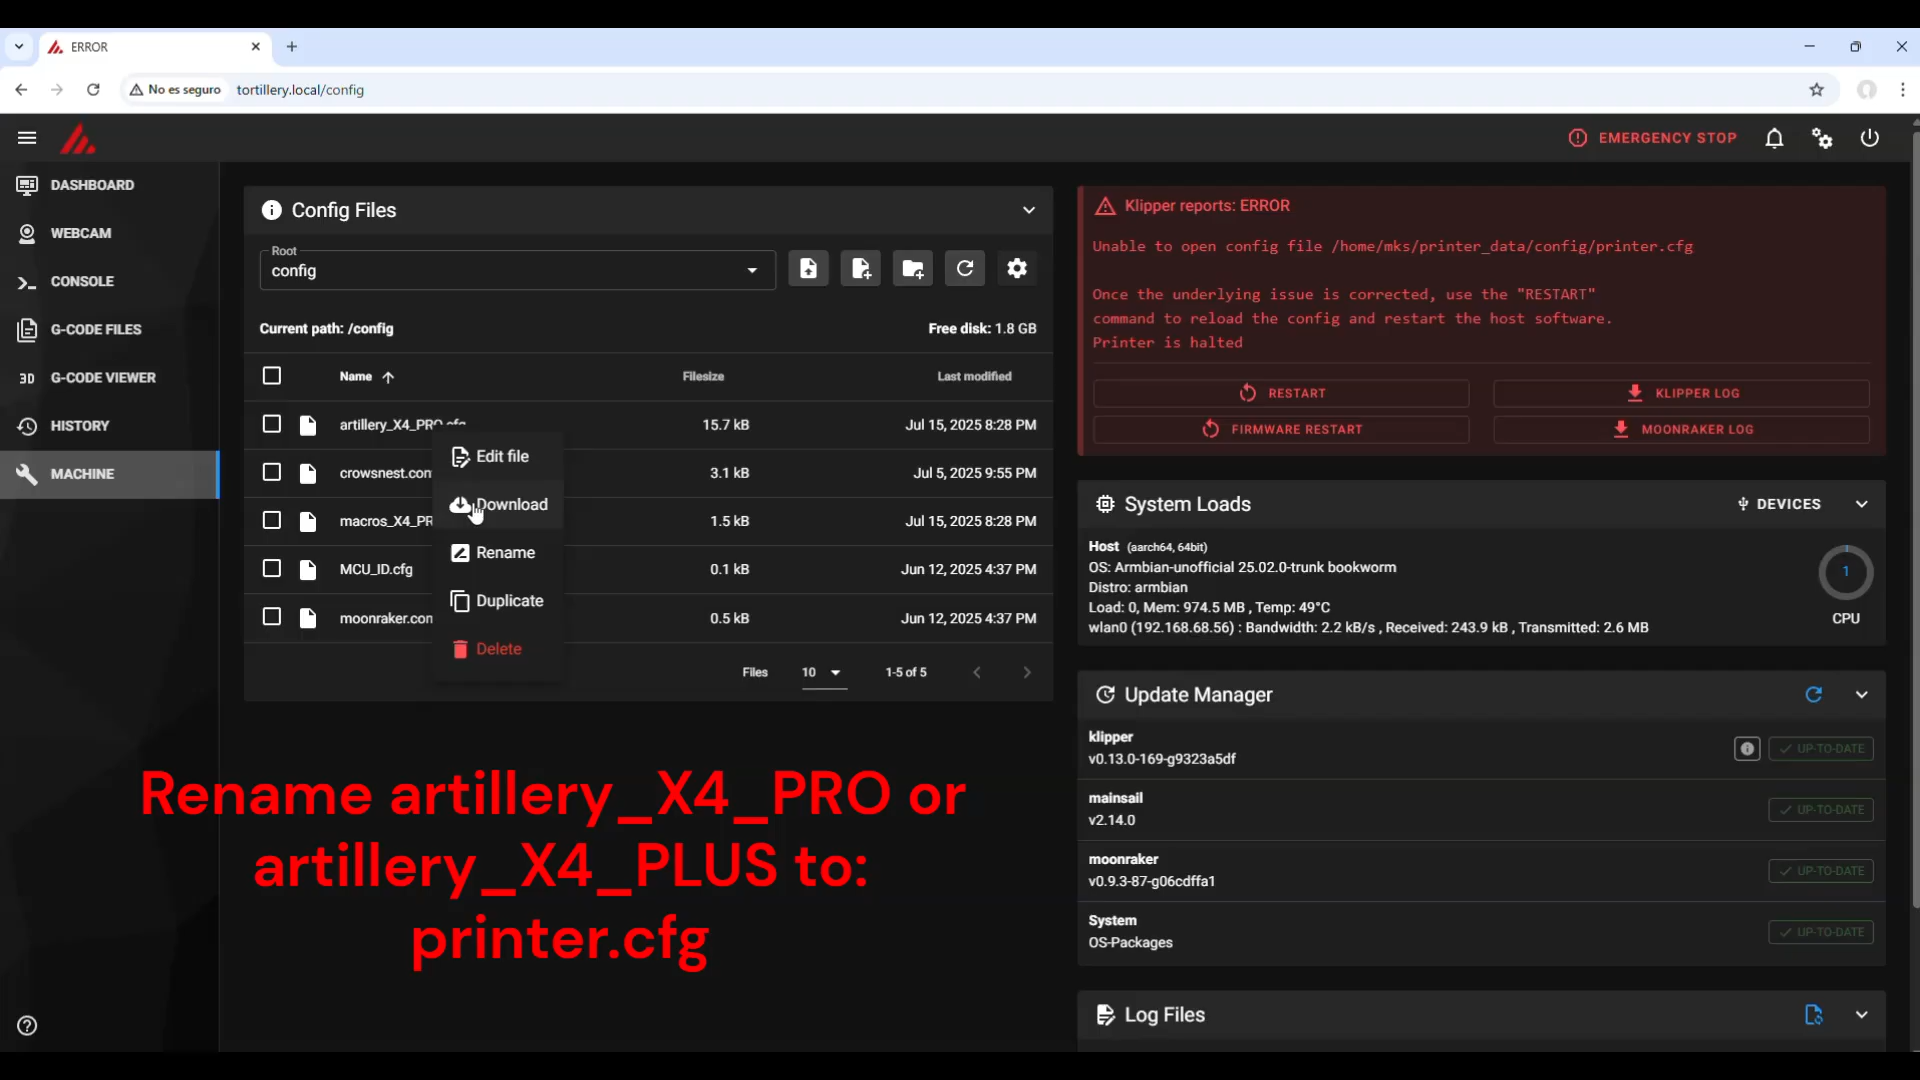 ERROR
No es seguro
tortillery.local/config
EMERGENCY STOP
DASHBOARD
WEBCAM
CONSOLE
G-CODE FILES
3D G-CODE VIEWER
HISTORY
MACHINE
Config Files
Root
config
Current path: /config
Free disk: 1.8 GB
Name
Filesize
Last modified
artillery_X4_PRO.cfg
15.7 kB
Jul 15, 2025 8:28 PM
crowsnest.con
3.1 kB
Jul 5, 2025 9:55 PM
macros_X4_PR
1.5 kB
Jul 15, 2025 8:28 PM
MCU_ID.cfg
0.1 kB
Jun 12, 2025 4:37 PM
moonraker.con
0.5 kB
Jun 12, 2025 4:37 PM
Edit file
Download
Rename
Duplicate
Delete
Files
10
1-5 of 5
Rename artillery_X4_PRO or
artillery_X4_PLUS to:
printer.cfg
Klipper reports: ERROR
Unable to open config file /home/mks/printer_data/config/printer.cfg
Once the underlying issue is corrected, use the "RESTART"
command to reload the config and restart the host software.
Printer is halted
RESTART
KLIPPER LOG
FIRMWARE RESTART
MOONRAKER LOG
System Loads
DEVICES
Host (aarch64, 64bit)
OS: Armbian-unofficial 25.02.0-trunk bookworm
Distro: armbian
Load: 0, Mem: 974.5 MB , Temp: 49°C
wlan0 (192.168.68.56) : Bandwidth: 2.2 kB/s , Received: 243.9 kB , Transmitted: 2.6 MB
1
CPU
Update Manager
klipper
v0.13.0-169-g9323a5df
UP-TO-DATE
mainsail
v2.14.0
UP-TO-DATE
moonraker
v0.9.3-87-g06cdffa1
UP-TO-DATE
System
OS-Packages
UP-TO-DATE
Log Files